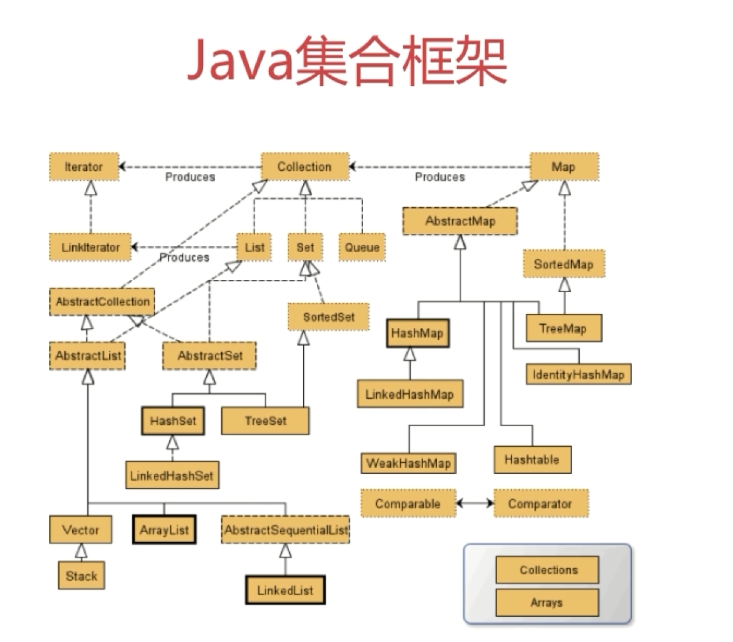 Java集合框架
Iterator
Produces
Collection
Produces
Map
AbstractMap
LinkIterator
Produces
List
Set
Queue
SortedMap
AbstractCollection
SortedSet
HashMap
TreeMap
AbstractList
AbstractSet
IdentityHashMap
LinkedHashMap
HashSet
TreeSet
WeakHashMap
Hashtable
LinkedHashSet
Comparable
Comparator
Vector
ArrayList
AbstractSequentialList
Stack
LinkedList
Collections
Arrays